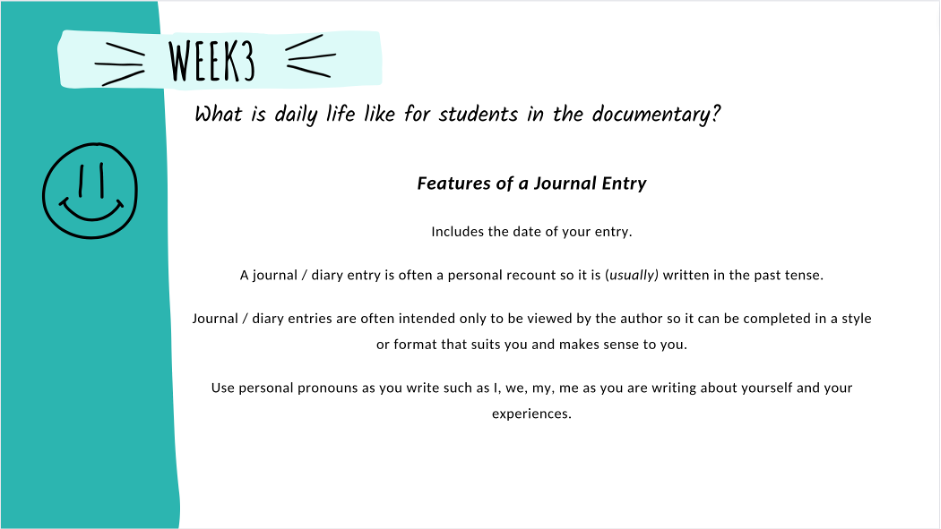 WEEK3
What is daily life like for students in the documentary?
Features of a Journal Entry
Includes the date of your entry.
A journal / diary entry is often a personal recount so it is (usually) written in the past tense.
Journal / diary entries are often intended only to be viewed by the author so it can be completed in a style
or format that suits you and makes sense to you.
Use personal pronouns as you write such as I, we, my, me as you are writing about yourself and your
experiences.